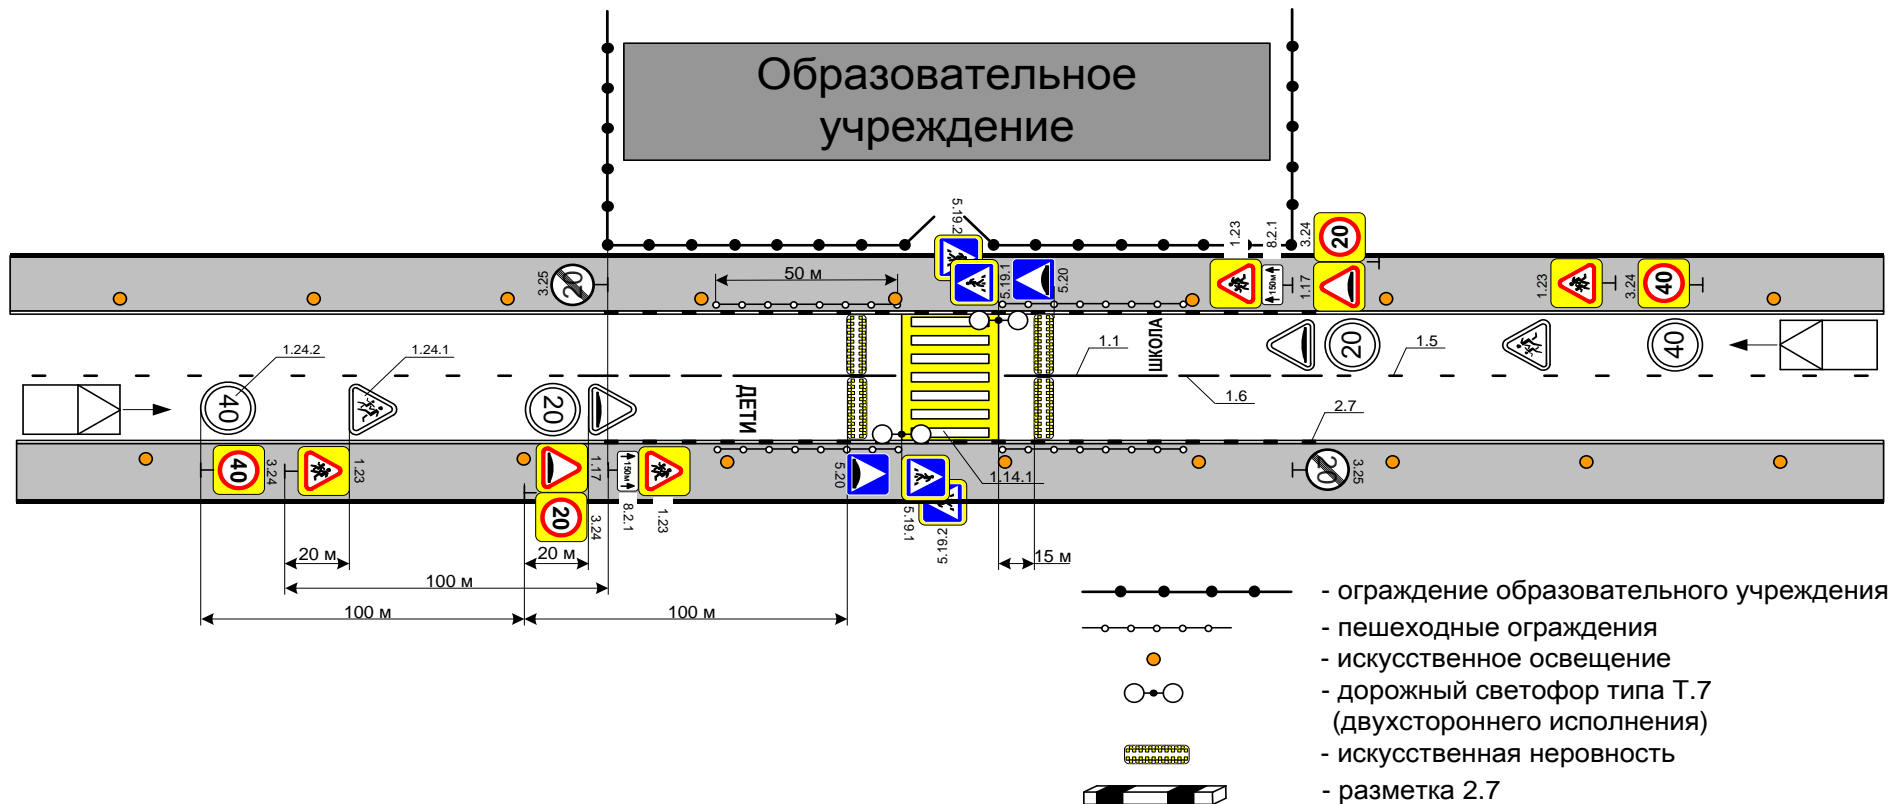 Образовательное
учреждение
5.19.2
1.23
8.2.1
3.24
20
3.25
20
50 м
5.19.1
5.20
150м
1.17
1.23
3.24
40
1.24.2
1.24.1
ШКОЛА
1.1
20
1.5
40
40
20
ДЕТИ
1.6
2.7
40
3.24
1.23
1.17
150м
8.2.1
1.23
5.20
5.19.1
5.19.2
1.14.1
20
3.25
20
3.24
20 м
20 м
15 м
100 м
100 м
100 м
- ограждение образовательного учреждения
- пешеходные ограждения
- искусственное освещение
- дорожный светофор типа Т.7
(двухстороннего исполнения)
- искусственная неровность
- разметка 2.7